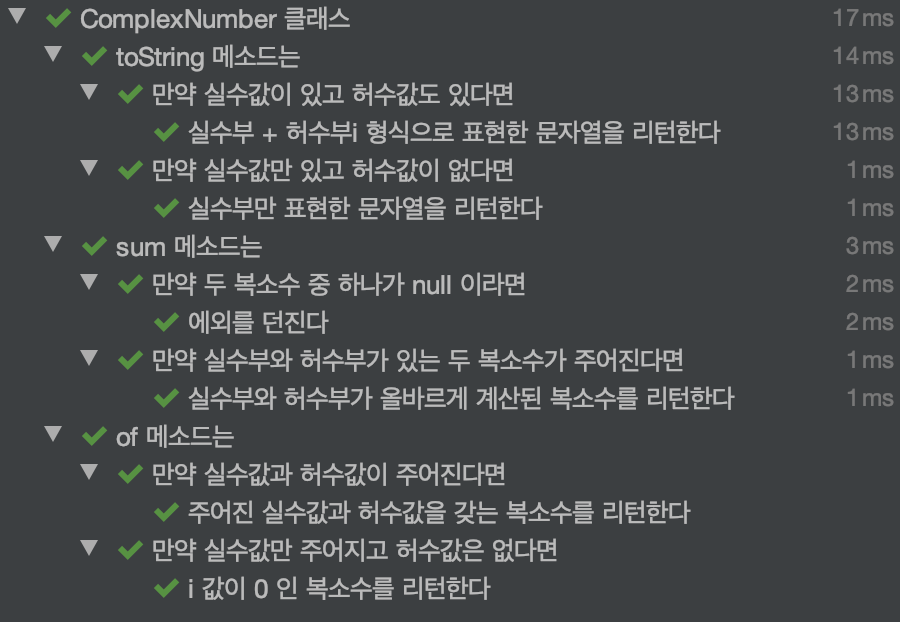 ComplexNumber 클래스 17 ms
toString 메소드는 14 ms
만약 실수값이 있고 허수값도 있다면 13 ms
실수부 + 허수부i 형식으로 표현한 문자열을 리턴한다 13 ms
만약 실수값만 있고 허수값이 없다면 1 ms
실수부만 표현한 문자열을 리턴한다 1 ms
sum 메소드는 3 ms
만약 두 복소수 중 하나가 null 이라면 2 ms
에외를 던진다 2 ms
만약 실수부와 허수부가 있는 두 복소수가 주어진다면 1 ms
실수부와 허수부가 올바르게 계산된 복소수를 리턴한다 1 ms
of 메소드는
만약 실수값과 허수값이 주어진다면
주어진 실수값과 허수값을 갖는 복소수를 리턴한다
만약 실수값만 주어지고 허수값은 없다면
i 값이 0 인 복소수를 리턴한다